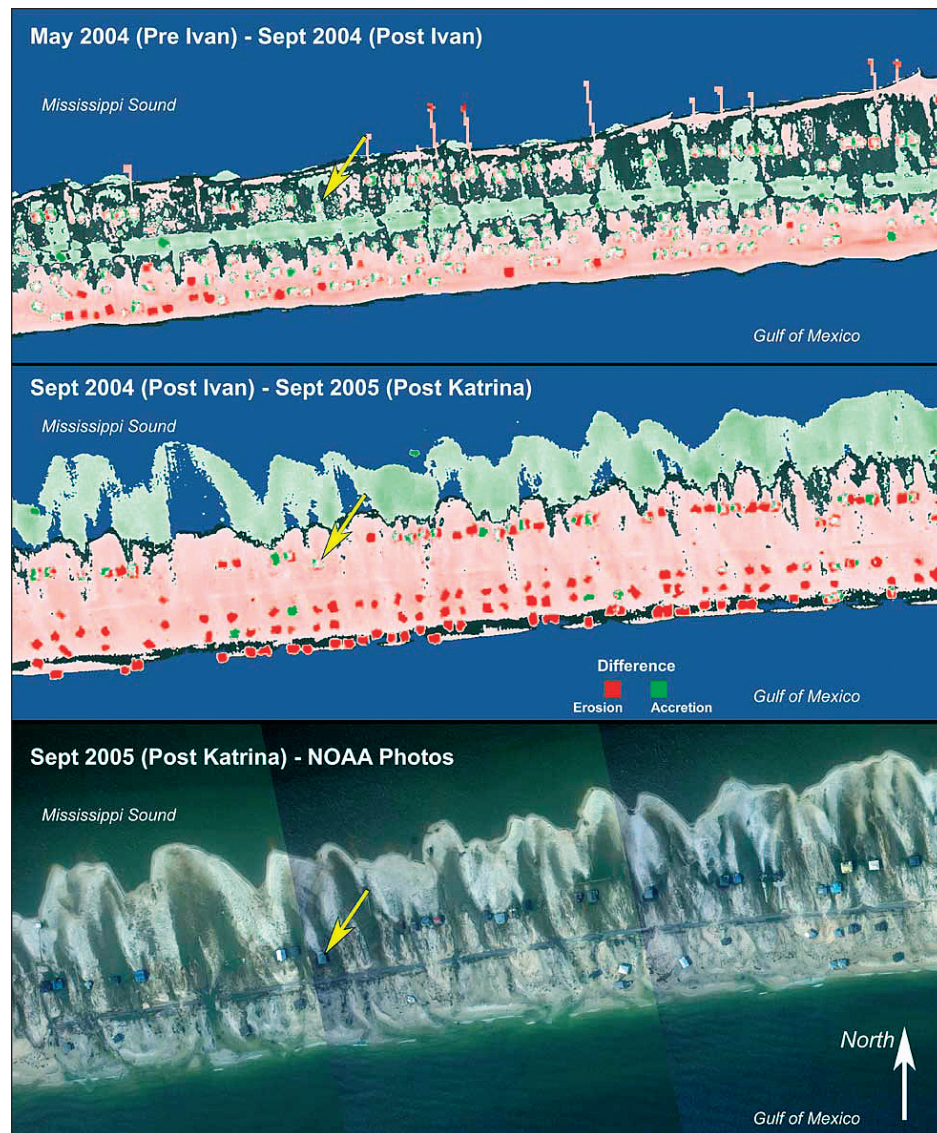 May 2004 (Pre Ivan) - Sept 2004 (Post Ivan)
Mississippi Sound
Gulf of Mexico
Sept 2004 (Post Ivan) - Sept 2005 (Post Katrina)
Mississippi Sound
Difference
Erosion Accretion
Gulf of Mexico
Sept 2005 (Post Katrina) - NOAA Photos
Mississippi Sound
North
Gulf of Mexico